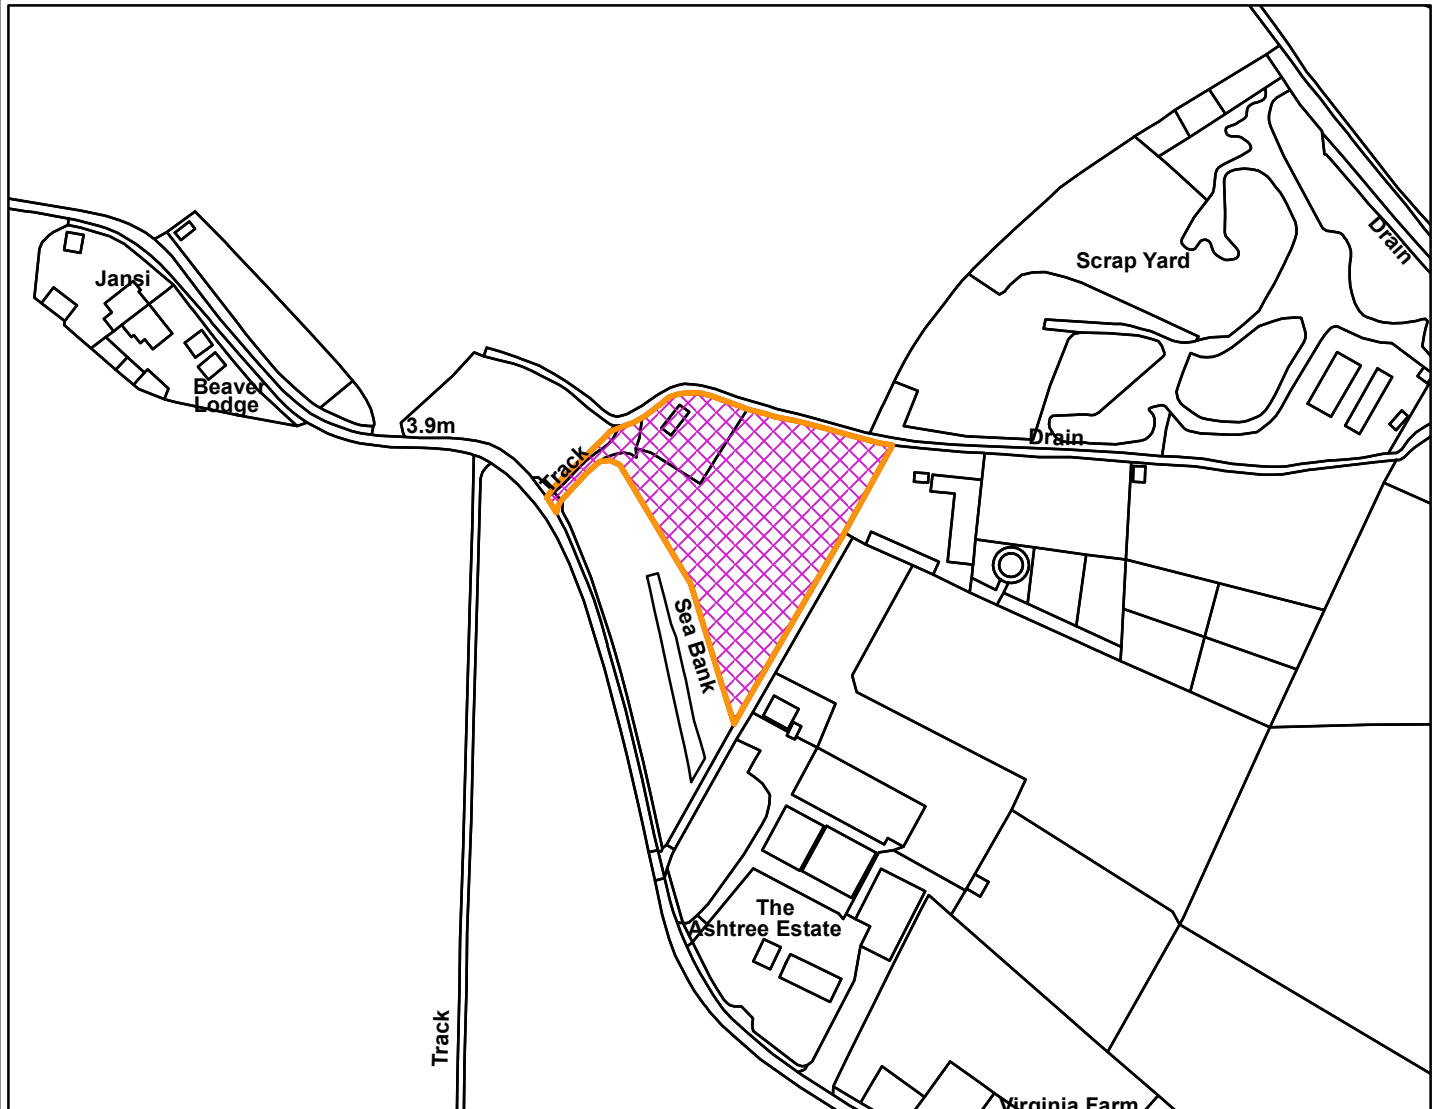 Drain
Scrap Yard
Jansi
Beaver
Lodge
3.9m
Drain
Track
Sea Bank
The
Ashtree Estate
Track
Virginia Farm